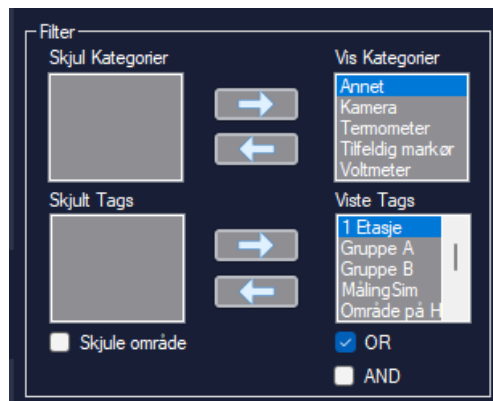 Filter
Skjul Kategorier
Vis Kategorier
Annet
Kamera
Termometer
Tilfeldig markør
Voltmeter
Skjult Tags
Viste Tags
1 Etasje
Gruppe A
Gruppe B
MålingSim
Område på H
Skjule område
OR
AND